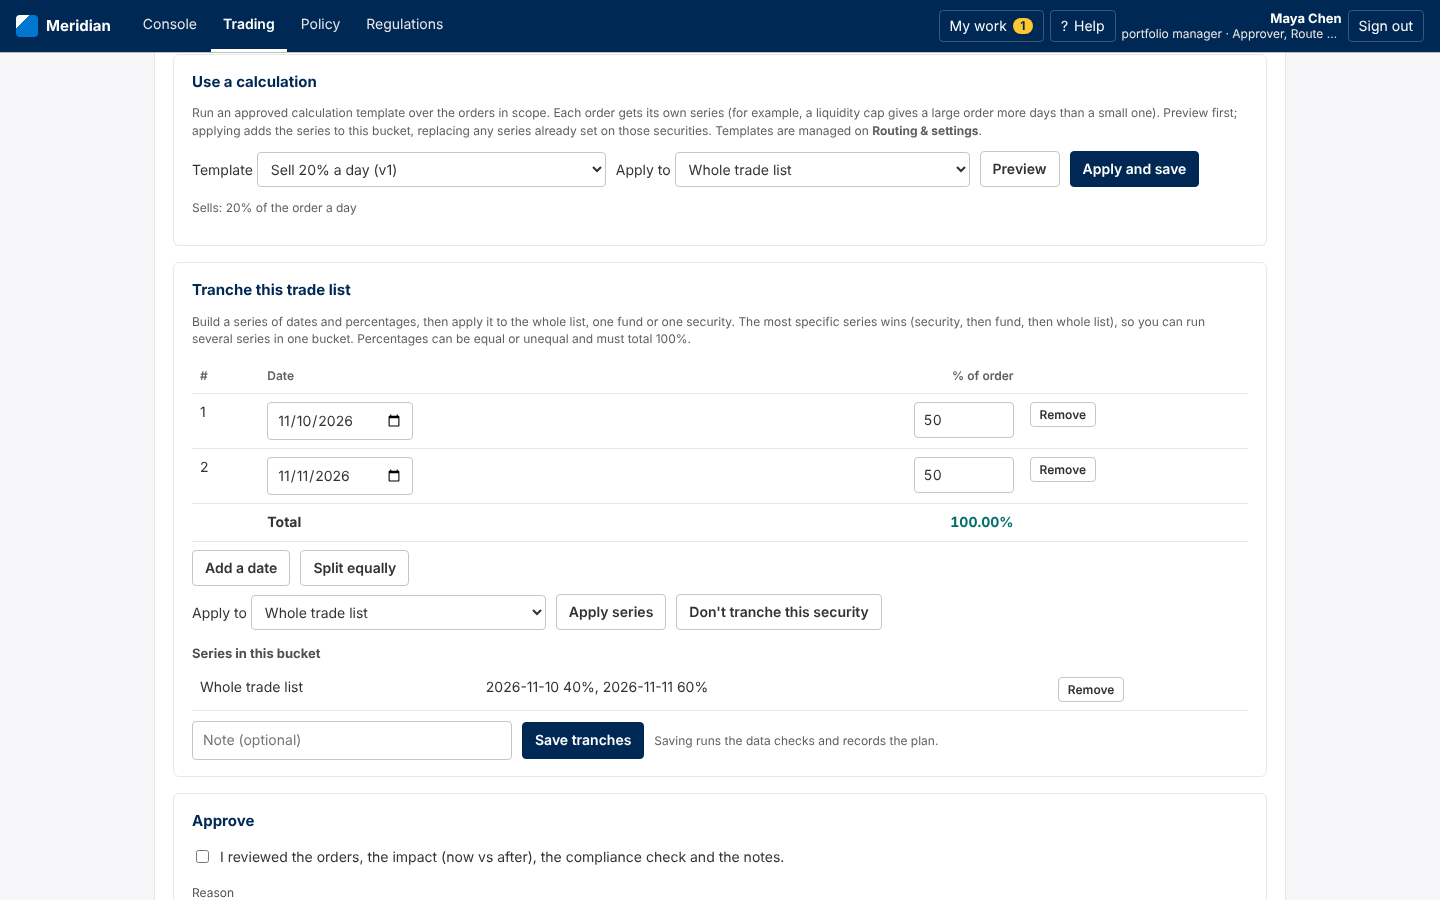 Meridian
Console
Trading
Policy
Regulations
My work 1
? Help
Maya Chen
portfolio manager · Approver, Route ...
Sign out
Use a calculation
Run an approved calculation template over the orders in scope. Each order gets its own series (for example, a liquidity cap gives a large order more days than a small one). Preview first;
applying adds the series to this bucket, replacing any series already set on those securities. Templates are managed on Routing & settings.
Template Sell 20% a day (v1) Apply to Whole trade list Preview Apply and save
Sells: 20% of the order a day
Tranche this trade list
Build a series of dates and percentages, then apply it to the whole list, one fund or one security. The most specific series wins (security, then fund, then whole list), so you can run
several series in one bucket. Percentages can be equal or unequal and must total 100%.
# Date % of order
1 11/10/2026 50 Remove
2 11/11/2026 50 Remove
Total 100.00%
Add a date Split equally
Apply to Whole trade list Apply series Don't tranche this security
Series in this bucket
Whole trade list 2026-11-10 40%, 2026-11-11 60% Remove
Note (optional) Save tranches Saving runs the data checks and records the plan.
Approve
I reviewed the orders, the impact (now vs after), the compliance check and the notes.
Reason